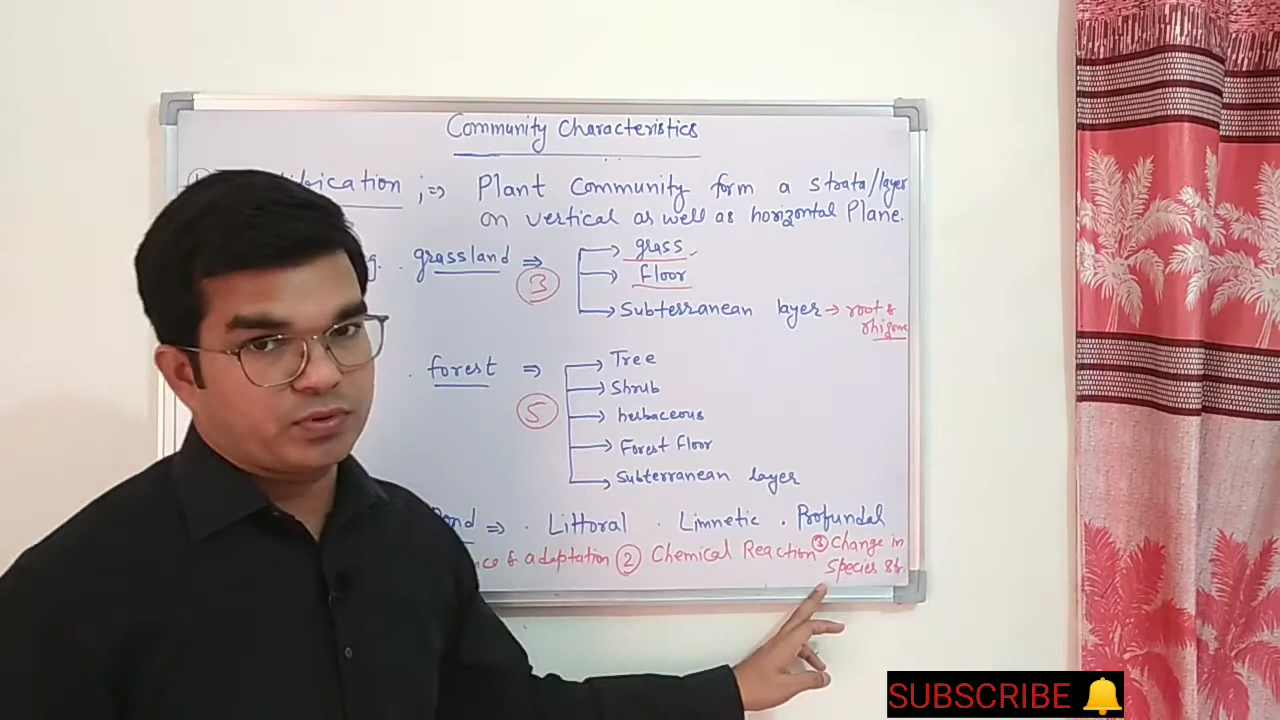 Community Characteristics
;⇒ Plant Community form a strata/layer
on vertical as well as horizontal Plane.
grassland ⇒ grass
③ floor
Subterranean layer → root &
rhizome
forest ⇒ Tree
Shrub
⑤ herbaceous
Forest Floor
Subterranean layer
Pond ⇒ . Littoral . Limnetic . Profundal
& adaptation ② Chemical Reaction ③ Change in
Species
SUBSCRIBE 🔔